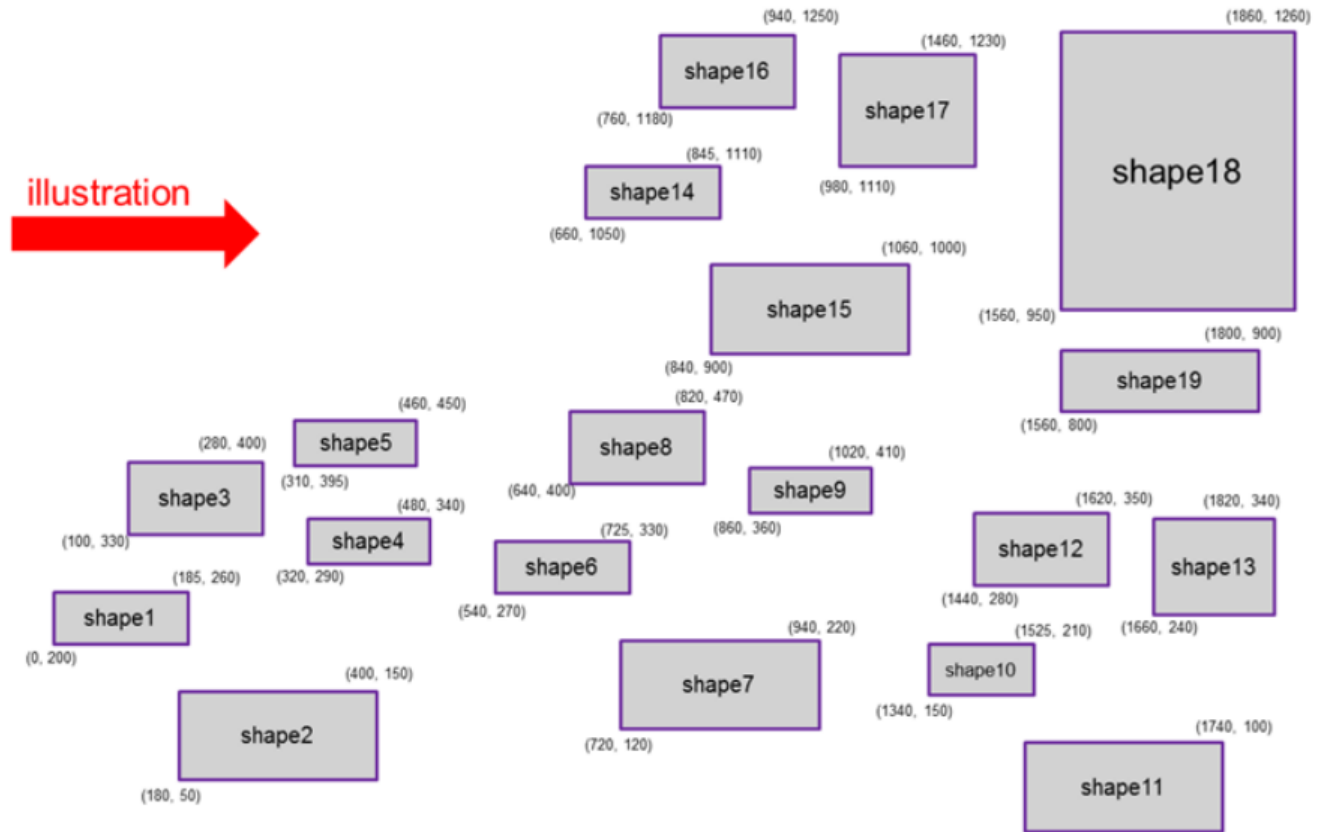 (940, 1250)
(1860, 1260)
(1460, 1230)
shape16
shape17
(760, 1180)
(845, 1110)
shape18
illustration
shape14
(980, 1110)
(660, 1050)
(1060, 1000)
shape15
(1560, 950)
(1800, 900)
(840, 900)
shape19
(820, 470)
(460, 450)
(1560, 800)
(280, 400)
shape5
shape8
(1020, 410)
(310, 395)
shape3
(640, 400)
shape9
(480, 340)
(1620, 350)
(1820, 340)
(100, 330)
shape4
(725, 330)
(860, 360)
shape12
(320, 290)
shape6
shape13
(185, 260)
(1440, 280)
(540, 270)
shape1
(1660, 240)
(940, 220)
(1525, 210)
(0, 200)
(400, 150)
shape7
shape10
(1340, 150)
shape2
(720, 120)
(1740, 100)
(180, 50)
shape11